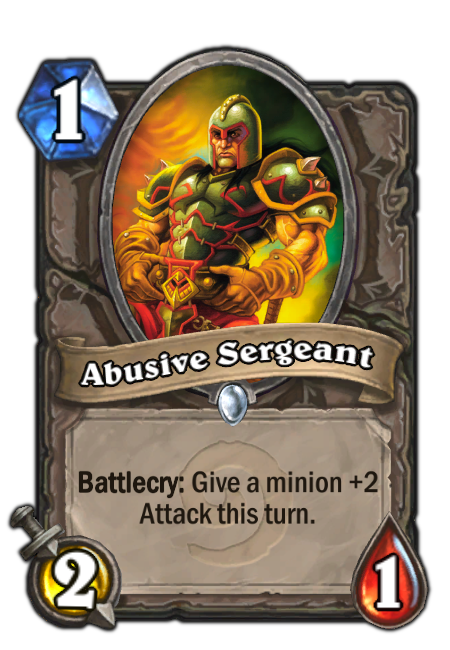 1
Abusive Sergeant
Battlecry: Give a minion +2
Attack this turn.
2
1